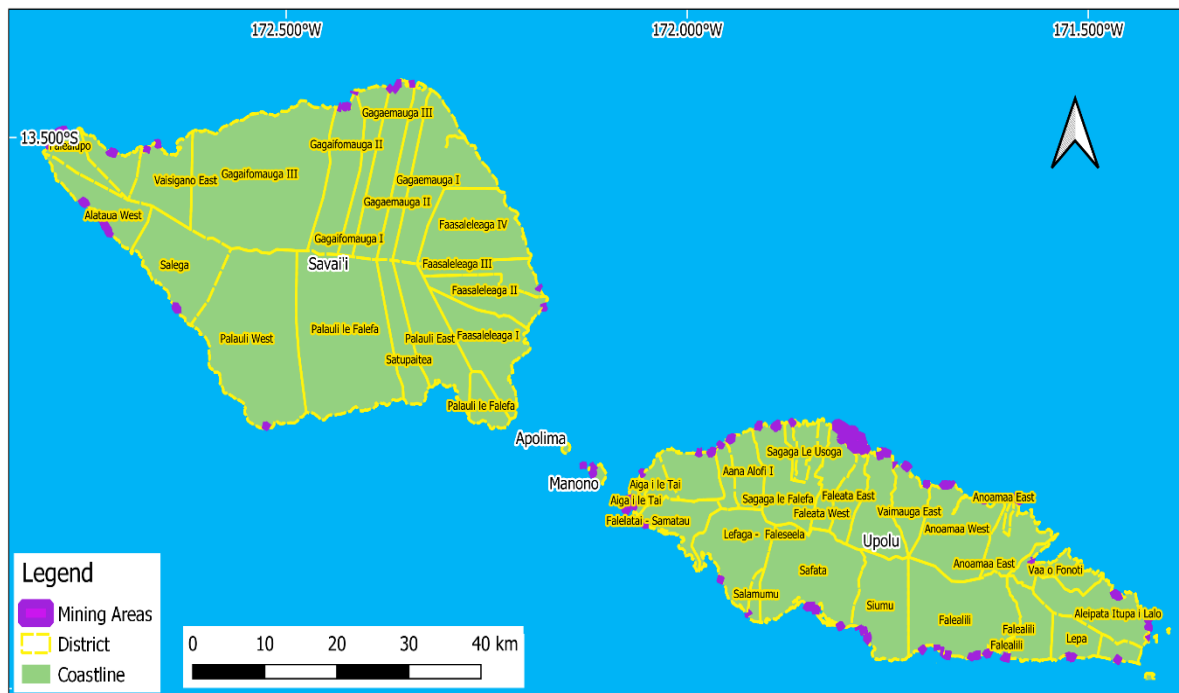 172.500°W 172.000°W 171.500°W
13.500°S
Falealupo
Gagaemauga III
Gagaifomauga II
Vaisigano East
Gagaifomauga III
Gagaemauga I
Gagaemauga II
Alataua West
Faasaleleaga IV
Gagaifomauga I
Salega
Savai'i
Faasaleleaga III
Faasaleleaga II
Palauli West
Palauli le Falefa
Palauli East
Faasaleleaga I
Satupaitea
Palauli le Falefa
Apolima
Manono
Sagaga Le Usoga
Aana Alofi I
Aiga i le Tai
Aiga i le Tai
Sagaga le Falefa
Faleata East
Anoamaa East
Faleata West
Vaimauga East
Falelatai - Samatau
Anoamaa West
Lefaga - Faleseela
Upolu
Anoamaa East
Safata
Vaa o Fonoti
Salamumu
Siumu
Aleipata Itupa i Lalo
Falealili
Falealili
Falealili
Lepa
Legend
Mining Areas
District
Coastline
0 10 20 30 40 km